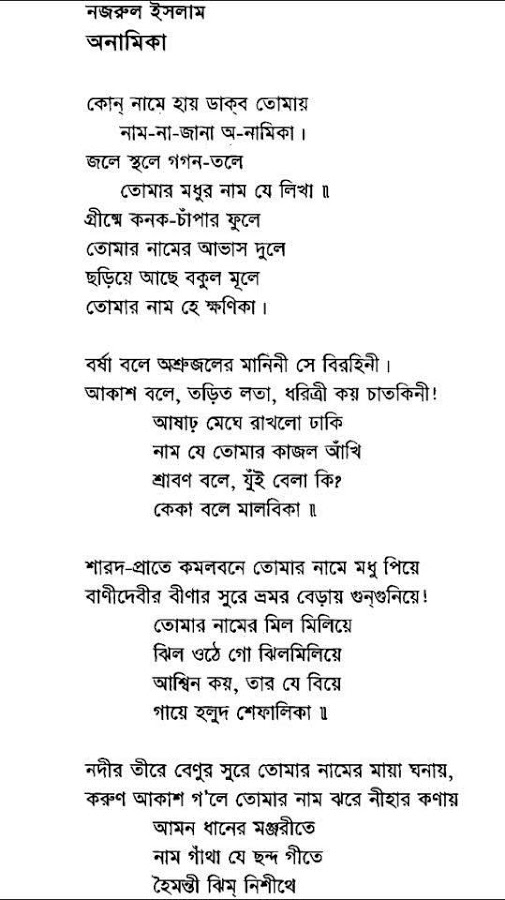 নজরুল ইসলাম
অনামিকা
কোন্ নামে হায় ডাক্‌ব তোমায়
নাম-না-জানা অ-নামিকা।
জলে স্থলে গগন-তলে
তোমার মধুর নাম যে লিখা॥
গ্রীষ্মে কনক-চাঁপার ফুলে
তোমার নামের আভাস দুলে
ছড়িয়ে আছে বকুল মূলে
তোমার নাম হে ক্ষণিকা।
বর্ষা বলে অশ্রুজলের মানিনী সে বিরহিনী।
আকাশ বলে, তড়িত লতা, ধরিত্রী কয় চাতকিনী!
আষাঢ় মেঘে রাখলো ঢাকি
নাম যে তোমার কাজল আঁখি
শ্রাবণ বলে, যুঁই বেলা কি?
কেকা বলে মালবিকা॥
শারদ-প্রাতে কমলবনে তোমার নামে মধু পিয়ে
বাণীদেবীর বীণার সুরে ভ্রমর বেড়ায় গুন্‌গুনিয়ে!
তোমার নামের মিল মিলিয়ে
ঝিল ওঠে গো ঝিলমিলিয়ে
আশ্বিন কয়, তার যে বিয়ে
গায়ে হলুদ শেফালিকা॥
নদীর তীরে বেণুর সুরে তোমার নামের মায়া ঘনায়,
করুণ আকাশ গ'লে তোমার নাম ঝরে নীহার কণায়
আমন ধানের মঞ্জরীতে
নাম গাঁথা যে ছন্দ গীতে
হৈমন্তী ঝিম্ নিশীথে